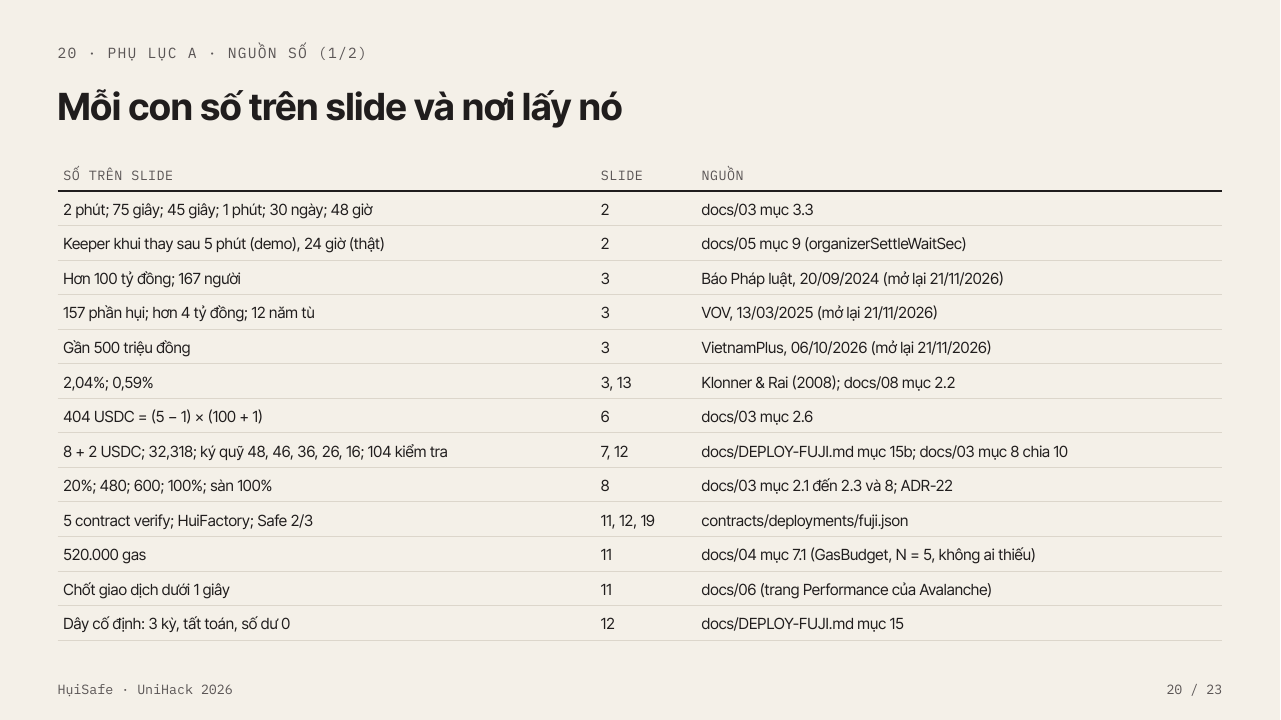 20 · PHỤ LỤC A · NGUỒN SỐ (1/2)
Mỗi con số trên slide và nơi lấy nó
SỐ TRÊN SLIDE SLIDE NGUỒN
2 phút; 75 giây; 45 giây; 1 phút; 30 ngày; 48 giờ 2 docs/03 mục 3.3
Keeper khui thay sau 5 phút (demo), 24 giờ (thật) 2 docs/05 mục 9 (organizerSettleWaitSec)
Hơn 100 tỷ đồng; 167 người 3 Báo Pháp luật, 20/09/2024 (mở lại 21/11/2026)
157 phần hụi; hơn 4 tỷ đồng; 12 năm tù 3 VOV, 13/03/2025 (mở lại 21/11/2026)
Gần 500 triệu đồng 3 VietnamPlus, 06/10/2026 (mở lại 21/11/2026)
2,04%; 0,59% 3, 13 Klonner & Rai (2008); docs/08 mục 2.2
404 USDC = (5 − 1) × (100 + 1) 6 docs/03 mục 2.6
8 + 2 USDC; 32,318; ký quỹ 48, 46, 36, 26, 16; 104 kiểm tra 7, 12 docs/DEPLOY-FUJI.md mục 15b; docs/03 mục 8 chia 10
20%; 480; 600; 100%; sàn 100% 8 docs/03 mục 2.1 đến 2.3 và 8; ADR-22
5 contract verify; HuiFactory; Safe 2/3 11, 12, 19 contracts/deployments/fuji.json
520.000 gas 11 docs/04 mục 7.1 (GasBudget, N = 5, không ai thiếu)
Chốt giao dịch dưới 1 giây 11 docs/06 (trang Performance của Avalanche)
Dây cố định: 3 kỳ, tất toán, số dư 0 12 docs/DEPLOY-FUJI.md mục 15
HụiSafe · UniHack 2026 20 / 23